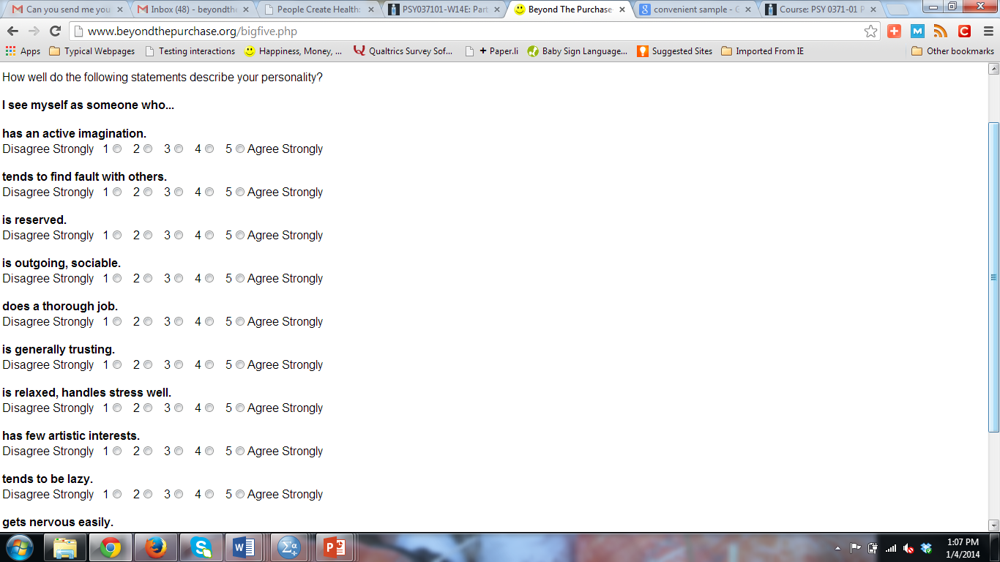 Can you send me you
Inbox (48) - beyondthe
People Create Health:
PSY037101-W14E: Part
Beyond The Purchase
convenient sample - G
Course: PSY 0371-01 P
www.beyondthepurchase.org/bigfive.php
Apps Typical Webpages Testing interactions Happiness, Money, ... Qualtrics Survey Sof... + Paper.li Baby Sign Language... Suggested Sites Imported From IE Other bookmarks
How well do the following statements describe your personality?
I see myself as someone who...
has an active imagination.
Disagree Strongly 1 2 3 4 5 Agree Strongly
tends to find fault with others.
Disagree Strongly 1 2 3 4 5 Agree Strongly
is reserved.
Disagree Strongly 1 2 3 4 5 Agree Strongly
is outgoing, sociable.
Disagree Strongly 1 2 3 4 5 Agree Strongly
does a thorough job.
Disagree Strongly 1 2 3 4 5 Agree Strongly
is generally trusting.
Disagree Strongly 1 2 3 4 5 Agree Strongly
is relaxed, handles stress well.
Disagree Strongly 1 2 3 4 5 Agree Strongly
has few artistic interests.
Disagree Strongly 1 2 3 4 5 Agree Strongly
tends to be lazy.
Disagree Strongly 1 2 3 4 5 Agree Strongly
gets nervous easily.
1:07 PM
1/4/2014